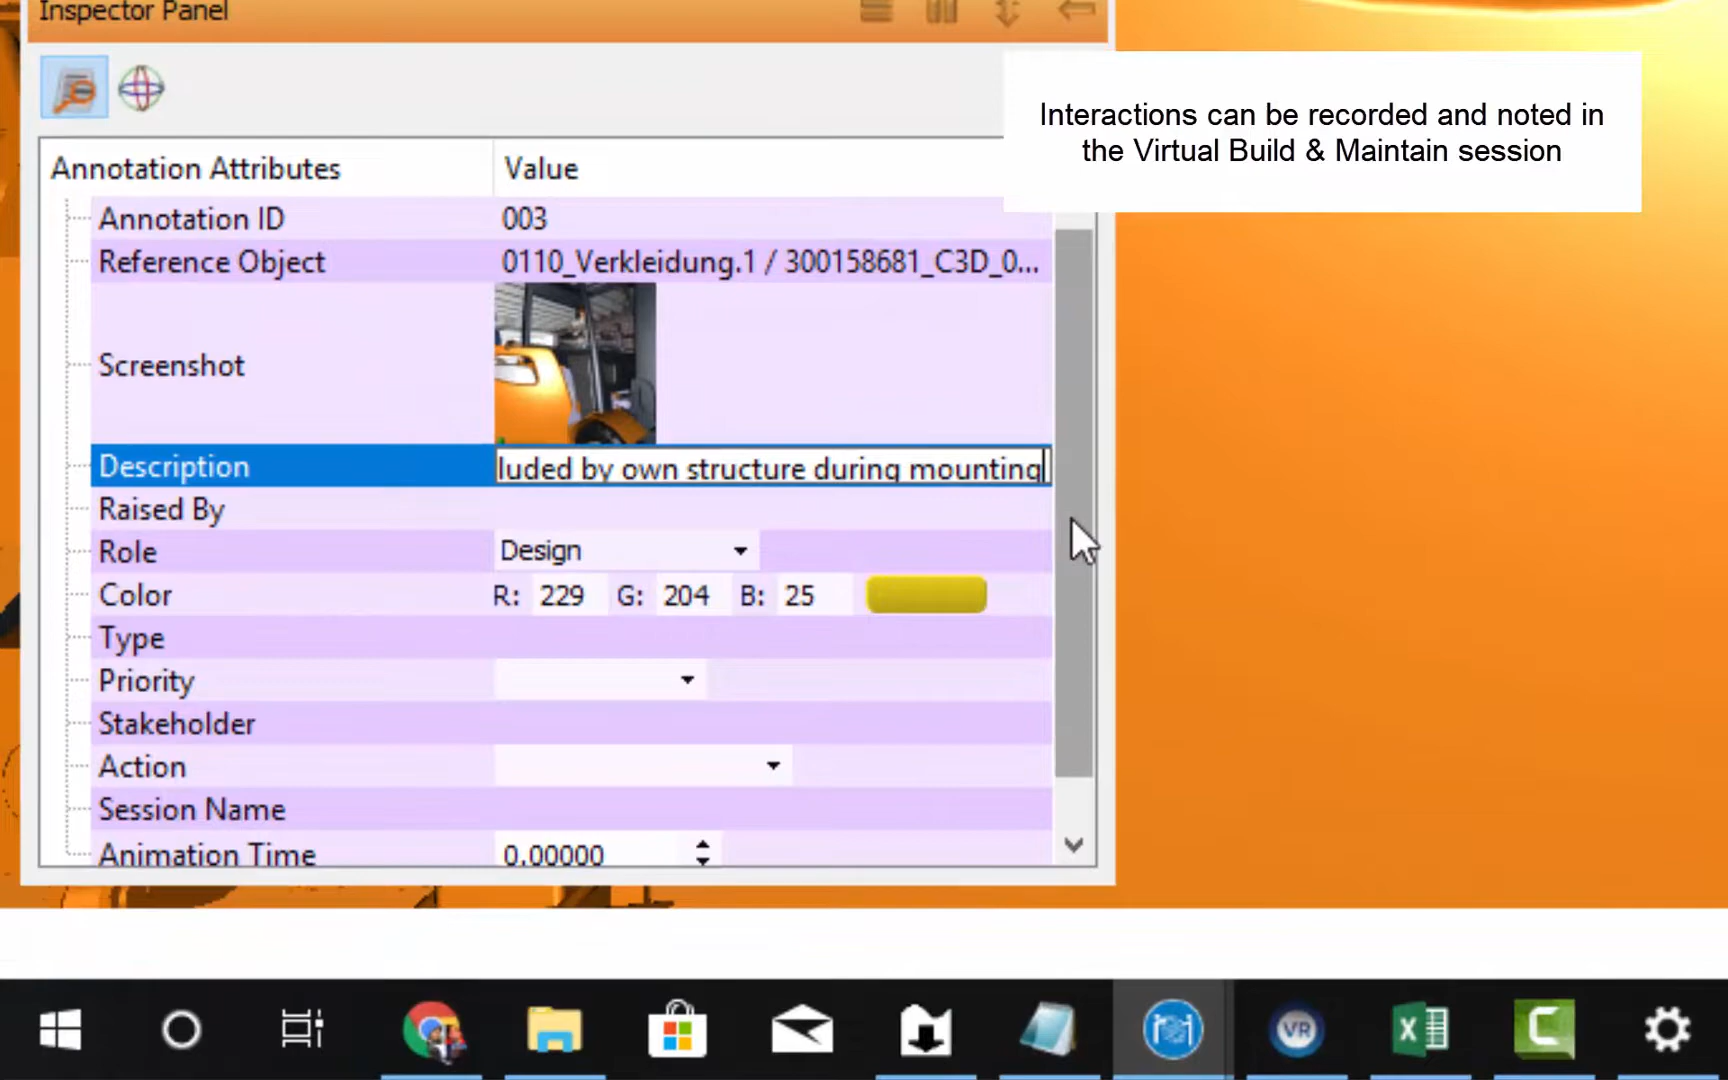 Inspector Panel
Interactions can be recorded and noted in
the Virtual Build & Maintain session
Annotation Attributes Value
Annotation ID 003
Reference Object 0110_Verkleidung.1 / 300158681_C3D_0...
Screenshot
Description luded by own structure during mounting
Raised By
Role Design
Color R: 229 G: 204 B: 25
Type
Priority
Stakeholder
Action
Session Name
Animation Time 0.00000
VR